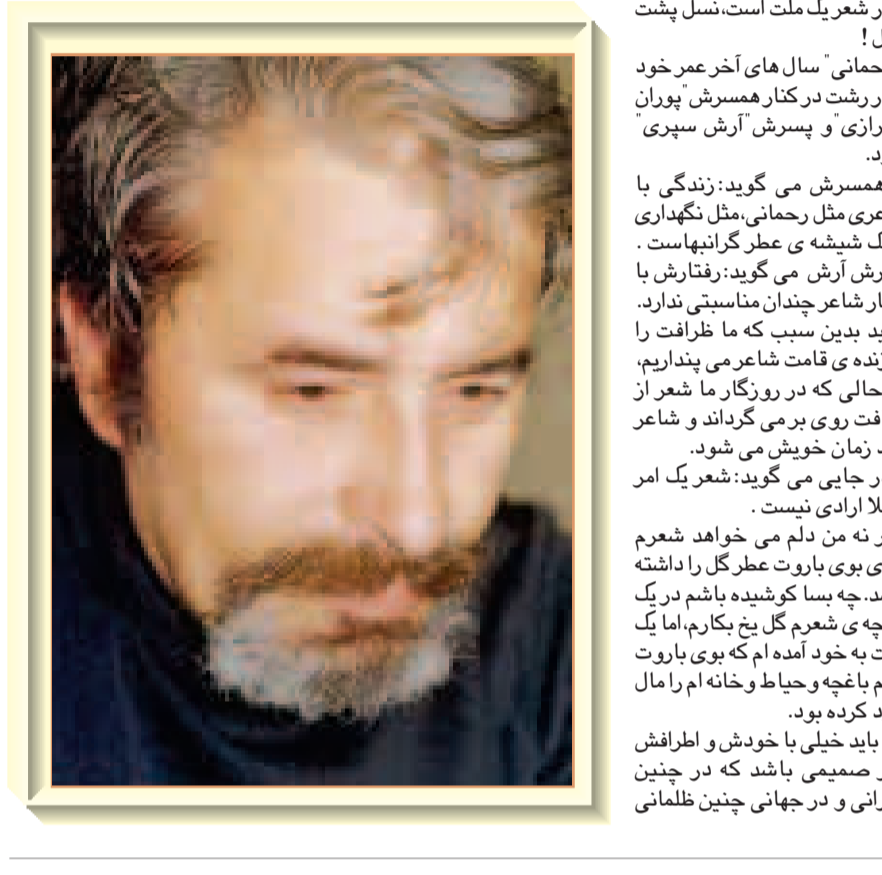 ر شعر یک ملت است،نسل پشت
ل !
حمانی" سال های آخر عمر خود
ر رشت در کنار همسرش "پوران
رازی"و پسرش"آرش سپری"
د.
همسرش می گوید:زندگی با
عری مثل رحمانی،مثل نگهداری
ک شیشه ی عطر گرانبهاست .
رش آرش می گوید:رفتارش با
ار شاعر چندان مناسبتی ندارد.
ید بدین سبب که ما ظرافت را
زنده ی قامت شاعر می پنداریم،
حالی که در روزگار ما شعر از
فت روی بر می گرداند و شاعر
د زمان خویش می شود.
ر جایی می گوید:شعر یک امر
لا ارادی نیست .
ر نه من دلم می خواهد شعرم
ی بوی باروت عطر گل را داشته
مد.چه بسا کوشیده باشم در یک
چه ی شعرم گل یخ بکارم،اما یک
ت به خود آمده ام که بوی باروت
م باغچه وحیاط وخانه ام را مال
د کرده بود.
باید خیلی با خودش و اطرافش
ر صمیمی باشد که در چنین
رانی و در جهانی چنین ظلمانی